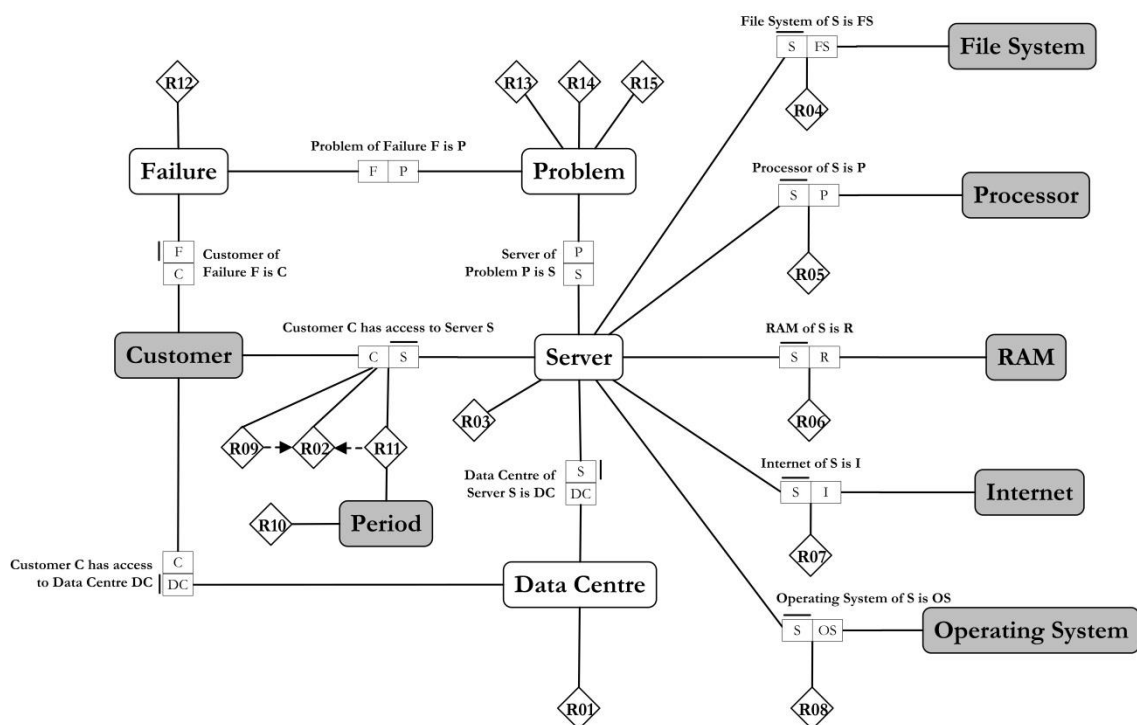 File System of S is FS
S FS
File System
R12
R13
R14
R15
R04
Problem of Failure F is P
Failure
F P
Problem
Processor of S is P
S P
Processor
F
C
Customer of
Failure F is C
Server of
Problem P is S
P
S
R05
Customer C has access to Server S
RAM of S is R
Customer
C S
Server
S R
RAM
R03
R06
R09
R02
R11
Data Centre of
Server S is DC
S
DC
Internet of S is I
S I
Internet
R10
Period
R07
Customer C has access
to Data Centre DC
C
DC
Data Centre
Operating System of S is OS
S OS
Operating System
R01
R08